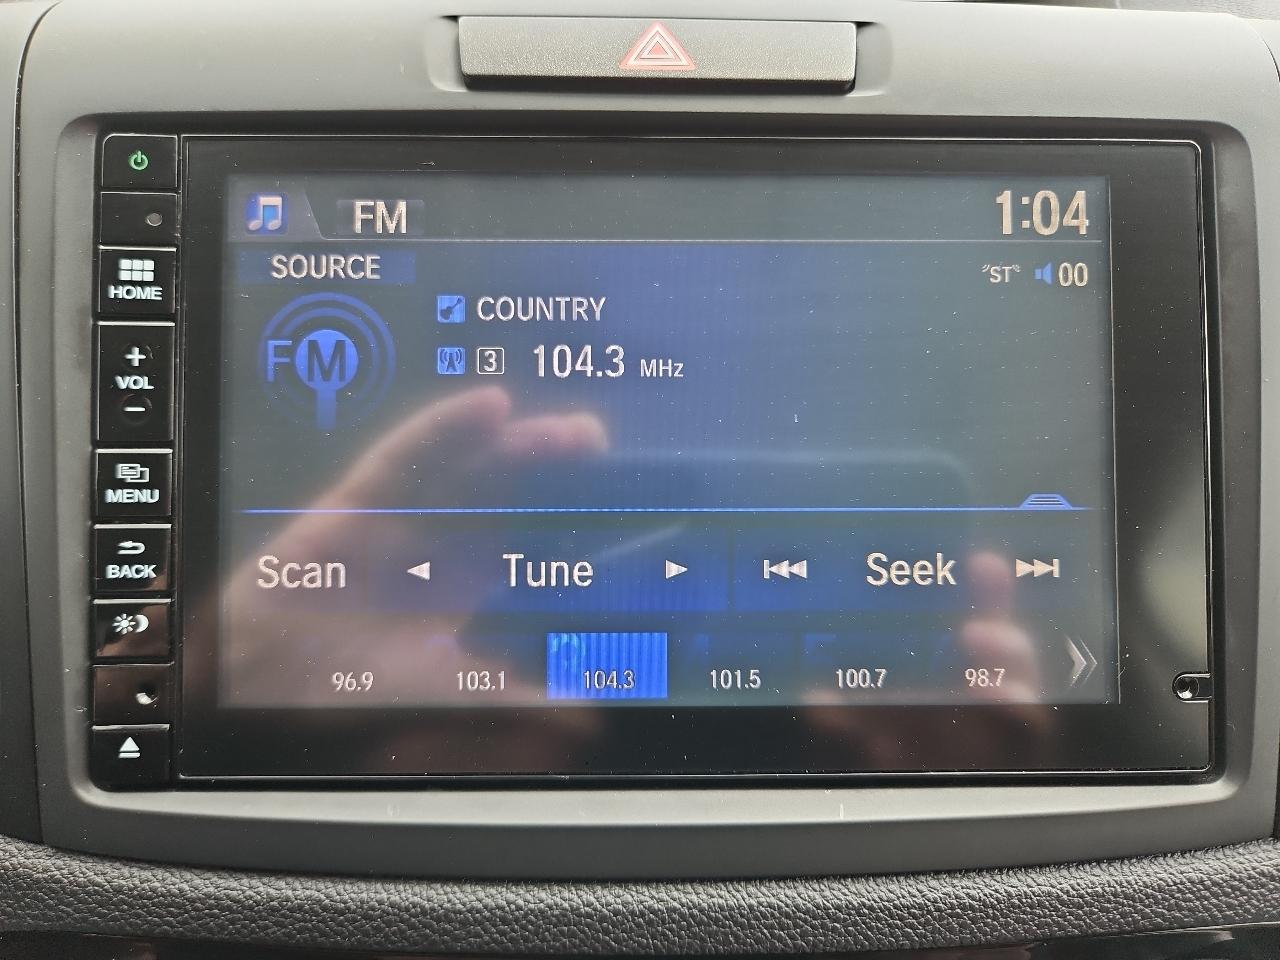 FM
1:04
SOURCE
"ST" 00
COUNTRY
FM
3 104.3 MHz
HOME
+
VOL
−
MENU
BACK
Scan Tune Seek
96.9 103.1 104.3 101.5 100.7 98.7